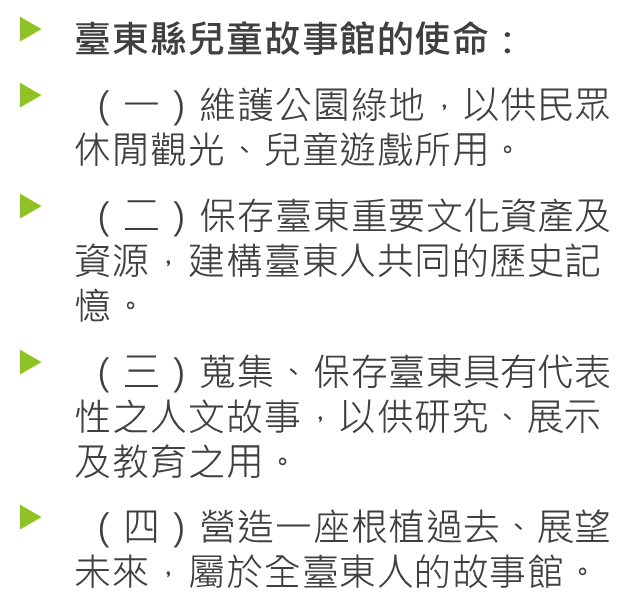 臺東縣兒童故事館的使命：
（一）維護公園綠地，以供民眾
休閒觀光、兒童遊戲所用。
（二）保存臺東重要文化資產及
資源，建構臺東人共同的歷史記
憶。
（三）蒐集、保存臺東具有代表
性之人文故事，以供研究、展示
及教育之用。
（四）營造一座根植過去、展望
未來，屬於全臺東人的故事館。